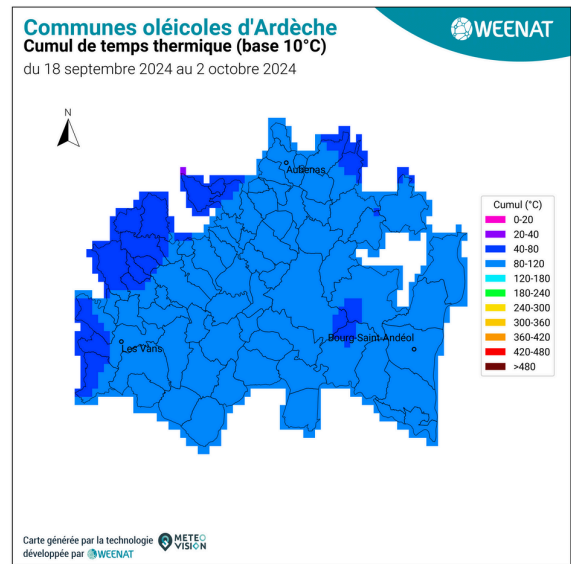 Communes oléicoles d'Ardèche
Cumul de temps thermique (base 10°C)
du 18 septembre 2024 au 2 octobre 2024
WEENAT
N
Aubenas
Les Vans
Bourg-Saint-Andéol
Cumul (°C)
0-20
20-40
40-80
80-120
120-180
180-240
240-300
300-360
360-420
420-480
>480
Carte générée par la technologie METEO VISION
développée par WEENAT